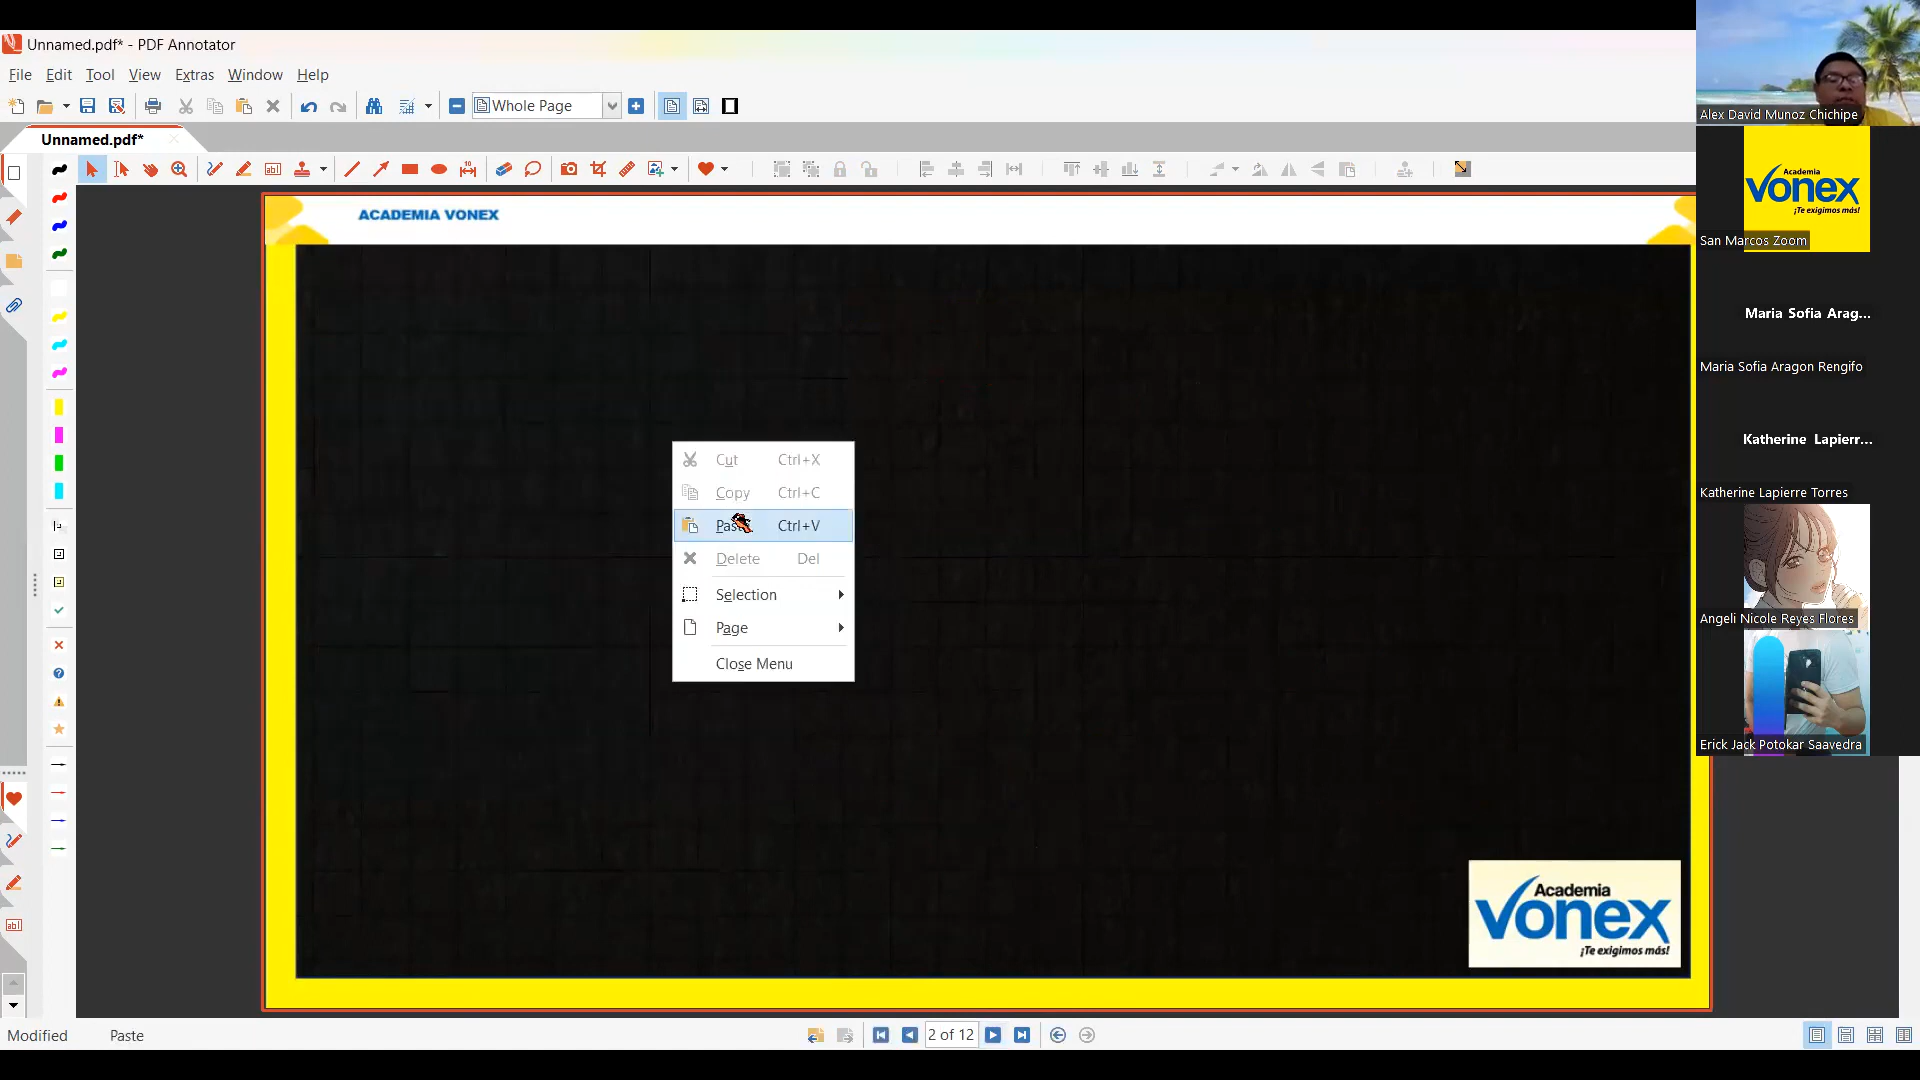 Unnamed.pdf* - PDF Annotator
File Edit Tool View Extras Window Help
Whole Page
Unnamed.pdf*
ACADEMIA VONEX
Cut Ctrl+X
Copy Ctrl+C
Paste Ctrl+V
Delete Del
Selection
Page
Close Menu
Academia
vonex
¡Te exigimos más!
Modified Paste
2 of 12
Alex David Munoz Chichipe
Academia
vonex
¡Te exigimos más!
San Marcos Zoom
Maria Sofia Arag...
Maria Sofia Aragon Rengifo
Katherine Lapierr...
Katherine Lapierre Torres
Angeli Nicole Reyes Flores
Erick Jack Potokar Saavedra